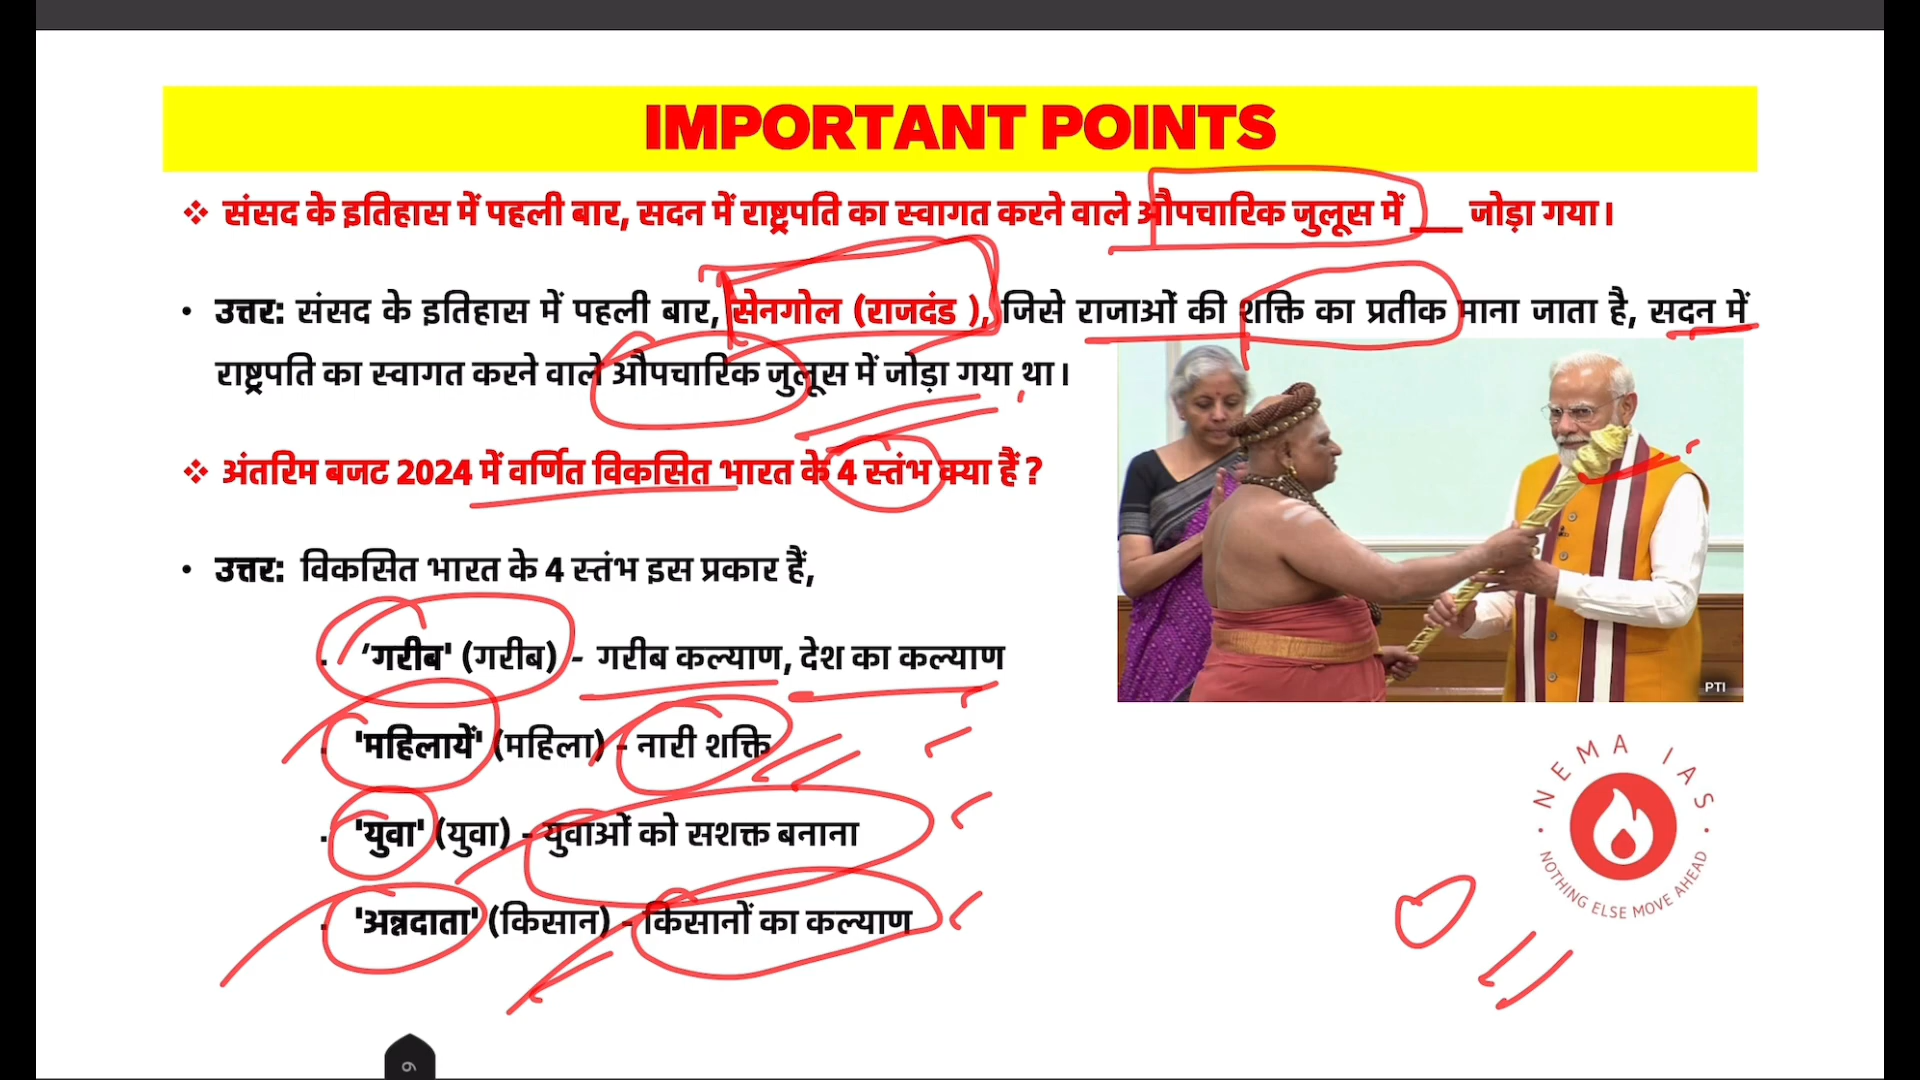 IMPORTANT POINTS
❖ संसद के इतिहास में पहली बार, सदन में राष्ट्रपति का स्वागत करने वाले औपचारिक जुलूस में ___ जोड़ा गया।
• उत्तर: संसद के इतिहास में पहली बार, सेनगोल (राजदंड ), जिसे राजाओं की शक्ति का प्रतीक माना जाता है, सदन में
राष्ट्रपति का स्वागत करने वाले औपचारिक जुलूस में जोड़ा गया था।
❖ अंतरिम बजट 2024 में वर्णित विकसित भारत के 4 स्तंभ क्या हैं ?
• उत्तर: विकसित भारत के 4 स्तंभ इस प्रकार हैं,
. 'गरीब' (गरीब) - गरीब कल्याण, देश का कल्याण
. 'महिलायें' (महिला) - नारी शक्ति
. 'युवा' (युवा) - युवाओं को सशक्त बनाना
. 'अन्नदाता' (किसान) - किसानों का कल्याण
PTI
NEMA IAS
NOTHING ELSE MOVE AHEAD
6